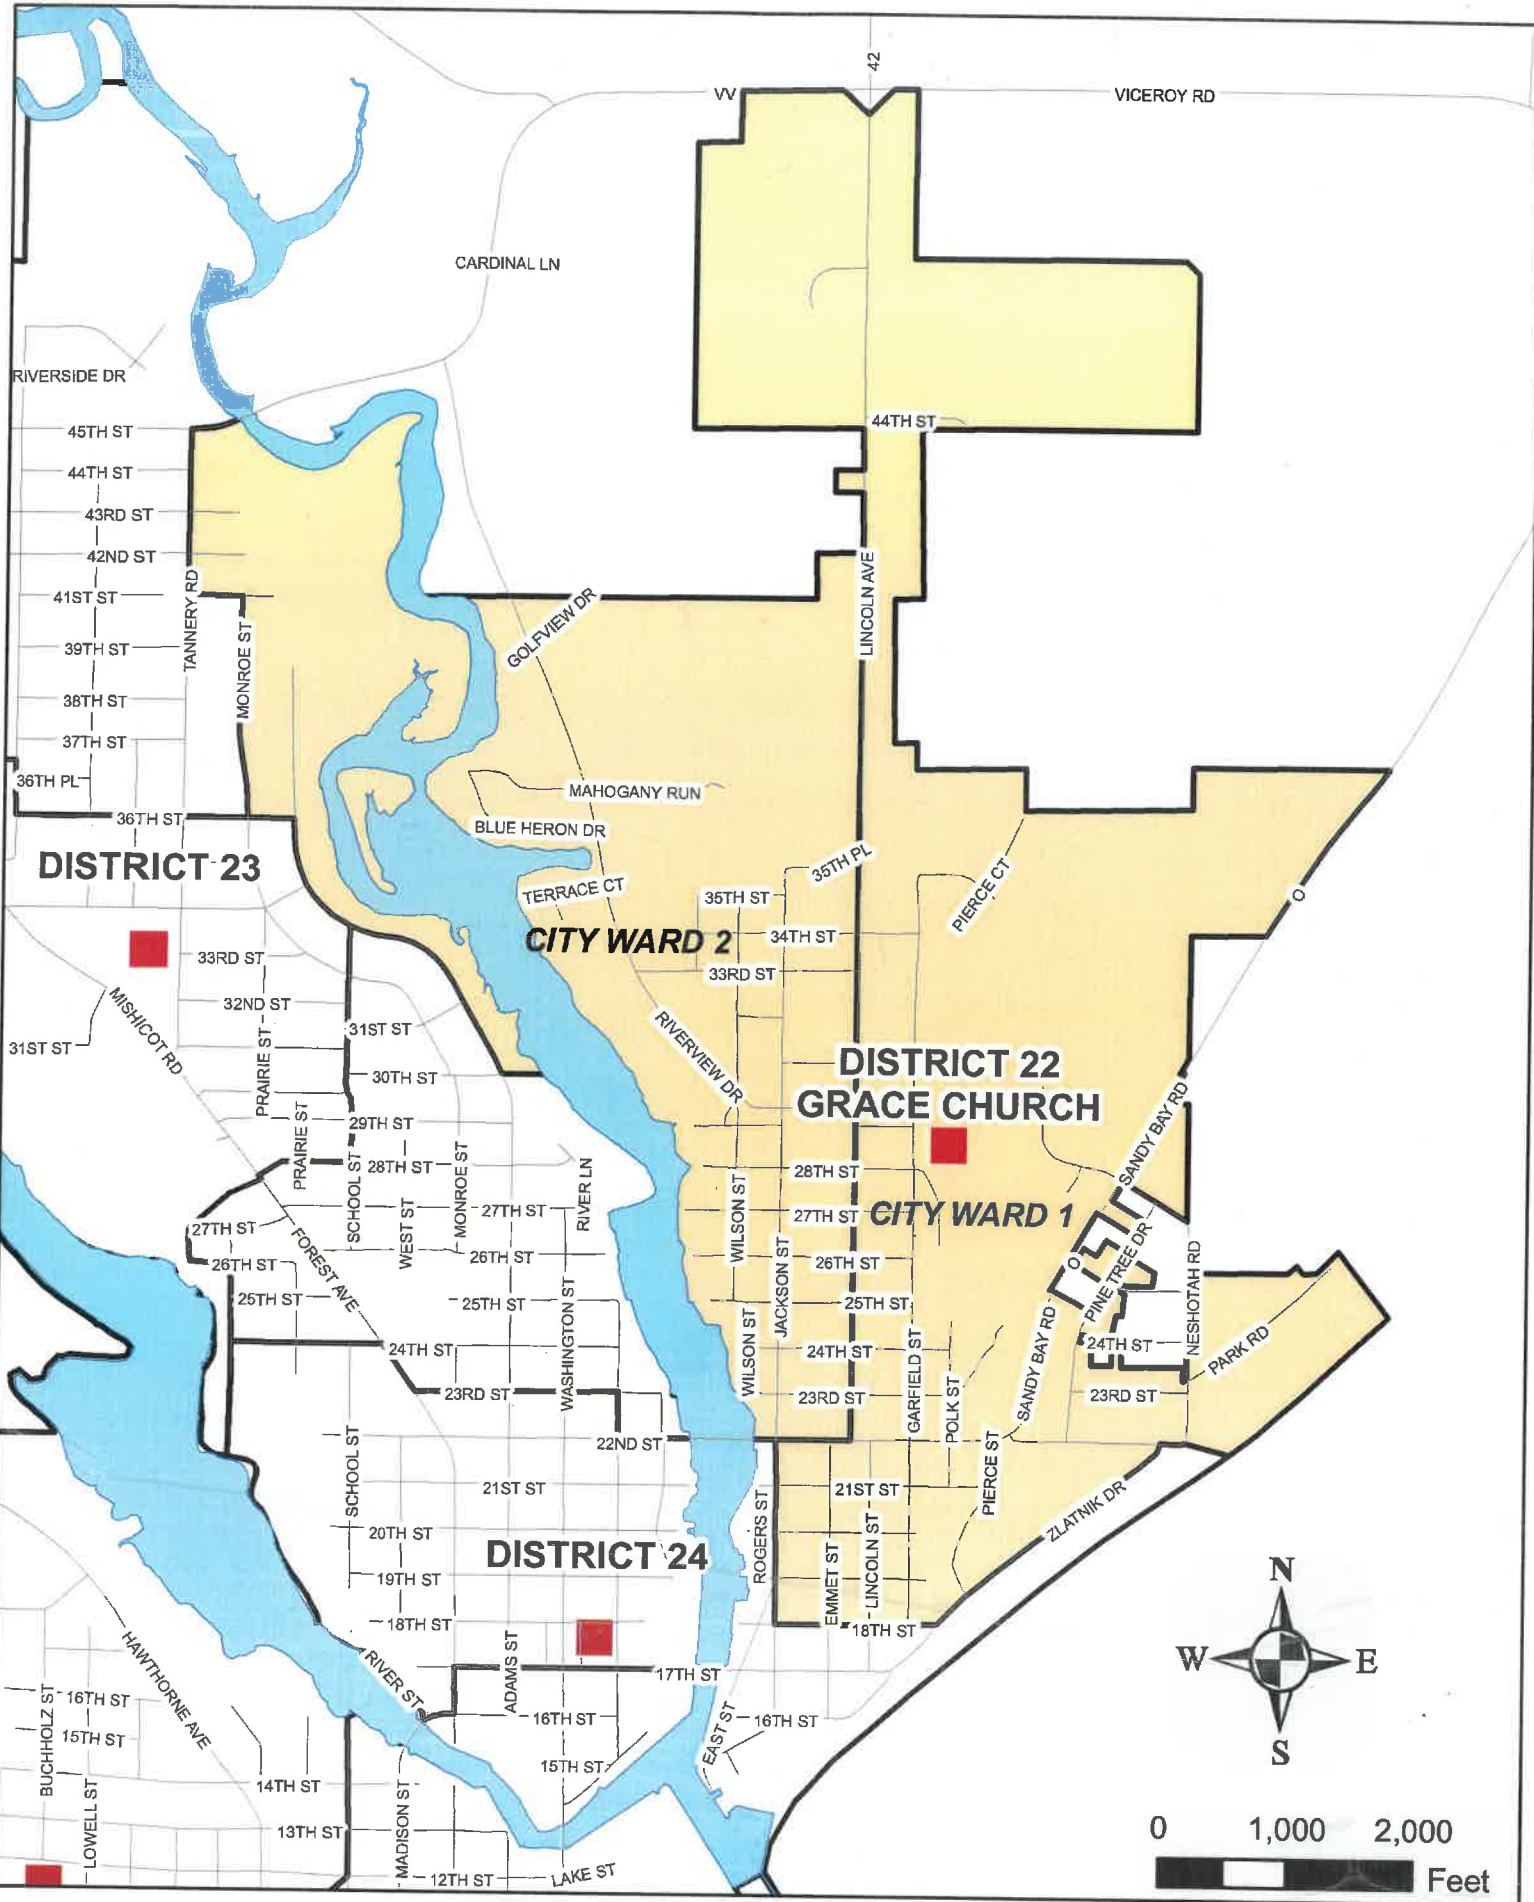 42
VV
VICEROY RD
CARDINAL LN
RIVERSIDE DR
45TH ST
44TH ST
44TH ST
43RD ST
42ND ST
LINCOLN AVE
TANNERY RD
41ST ST
GOLFVIEW DR
MONROE ST
39TH ST
38TH ST
37TH ST
36TH PL
MAHOGANY RUN
36TH ST
BLUE HERON DR
DISTRICT 23
35TH PL
TERRACE CT
35TH ST
PIERCE CT
O
CITY WARD 2
34TH ST
33RD ST
33RD ST
32ND ST
MISHICOT RD
31ST ST
31ST ST
PRAIRIE ST
RIVERVIEW DR
DISTRICT 22
GRACE CHURCH
30TH ST
29TH ST
PRAIRIE ST
SANDY BAY RD
28TH ST
28TH ST
SCHOOL ST
WEST ST
MONROE ST
RIVER LN
WILSON ST
27TH ST
27TH ST
27TH ST
CITY WARD 1
FOREST AVE
26TH ST
26TH ST
26TH ST
O
PINE TREE DR
NESHOTAH RD
25TH ST
25TH ST
25TH ST
WASHINGTON ST
JACKSON ST
WILSON ST
24TH ST
24TH ST
24TH ST
GARFIELD ST
POLK ST
SANDY BAY RD
PARK RD
23RD ST
23RD ST
23RD ST
22ND ST
SCHOOL ST
21ST ST
21ST ST
PIERCE ST
ROGERS ST
ZLATNIK DR
20TH ST
DISTRICT 24
EMMET ST
LINCOLN ST
19TH ST
18TH ST
18TH ST
N
W
E
S
HAWTHORNE AVE
RIVER ST
ADAMS ST
17TH ST
BUCHHOLZ ST
16TH ST
16TH ST
16TH ST
EAST ST
15TH ST
15TH ST
14TH ST
LOWELL ST
MADISON ST
13TH ST
12TH ST
LAKE ST
0 1,000 2,000
Feet